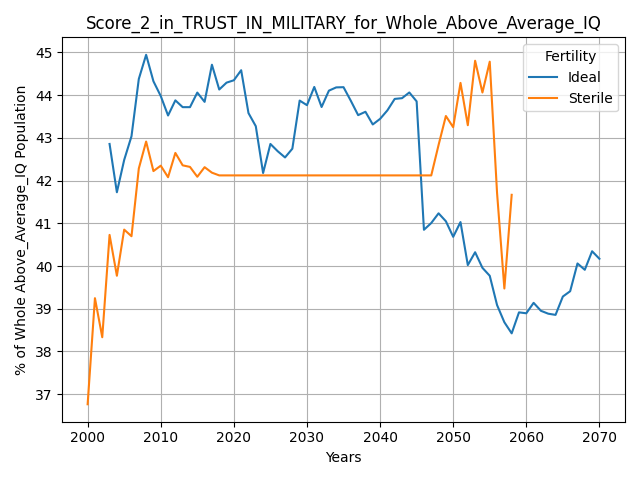 Score_2_in_TRUST_IN_MILITARY_for_Whole_Above_Average_IQ
% of Whole Above_Average_IQ Population
45
44
43
42
41
40
39
38
37
Fertility
Ideal
Sterile
2000 2010 2020 2030 2040 2050 2060 2070
Years